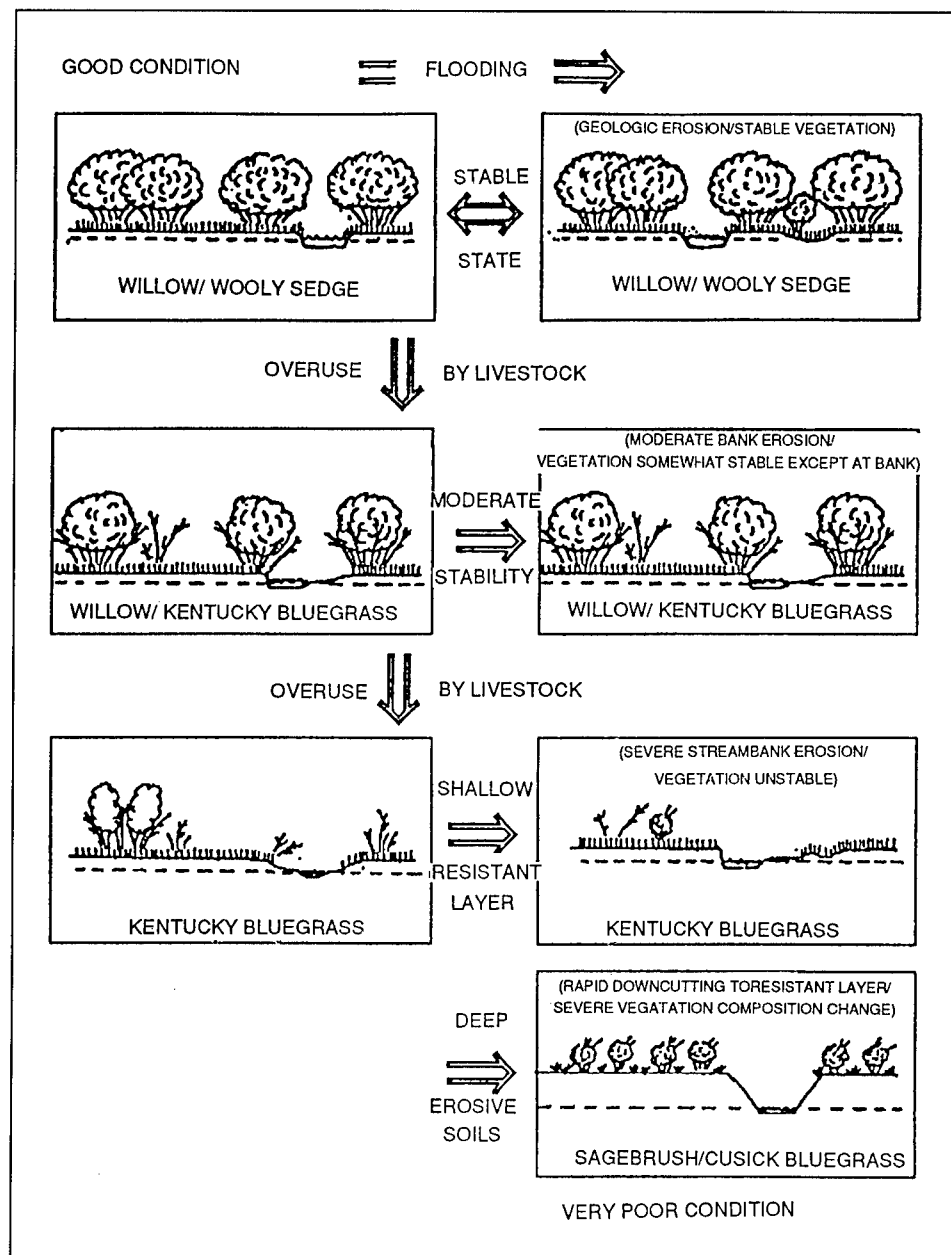 GOOD CONDITION FLOODING
(GEOLOGIC EROSION/STABLE VEGETATION)
STABLE
STATE
WILLOW/ WOOLY SEDGE
WILLOW/ WOOLY SEDGE
OVERUSE BY LIVESTOCK
(MODERATE BANK EROSION/
VEGETATION SOMEWHAT STABLE EXCEPT AT BANK)
MODERATE
STABILITY
WILLOW/ KENTUCKY BLUEGRASS
WILLOW/ KENTUCKY BLUEGRASS
OVERUSE BY LIVESTOCK
(SEVERE STREAMBANK EROSION/
VEGETATION UNSTABLE)
SHALLOW
RESISTANT
LAYER
KENTUCKY BLUEGRASS
KENTUCKY BLUEGRASS
(RAPID DOWNCUTTING TORESISTANT LAYER/
SEVERE VEGATATION COMPOSITION CHANGE)
DEEP
EROSIVE
SOILS
SAGEBRUSH/CUSICK BLUEGRASS
VERY POOR CONDITION